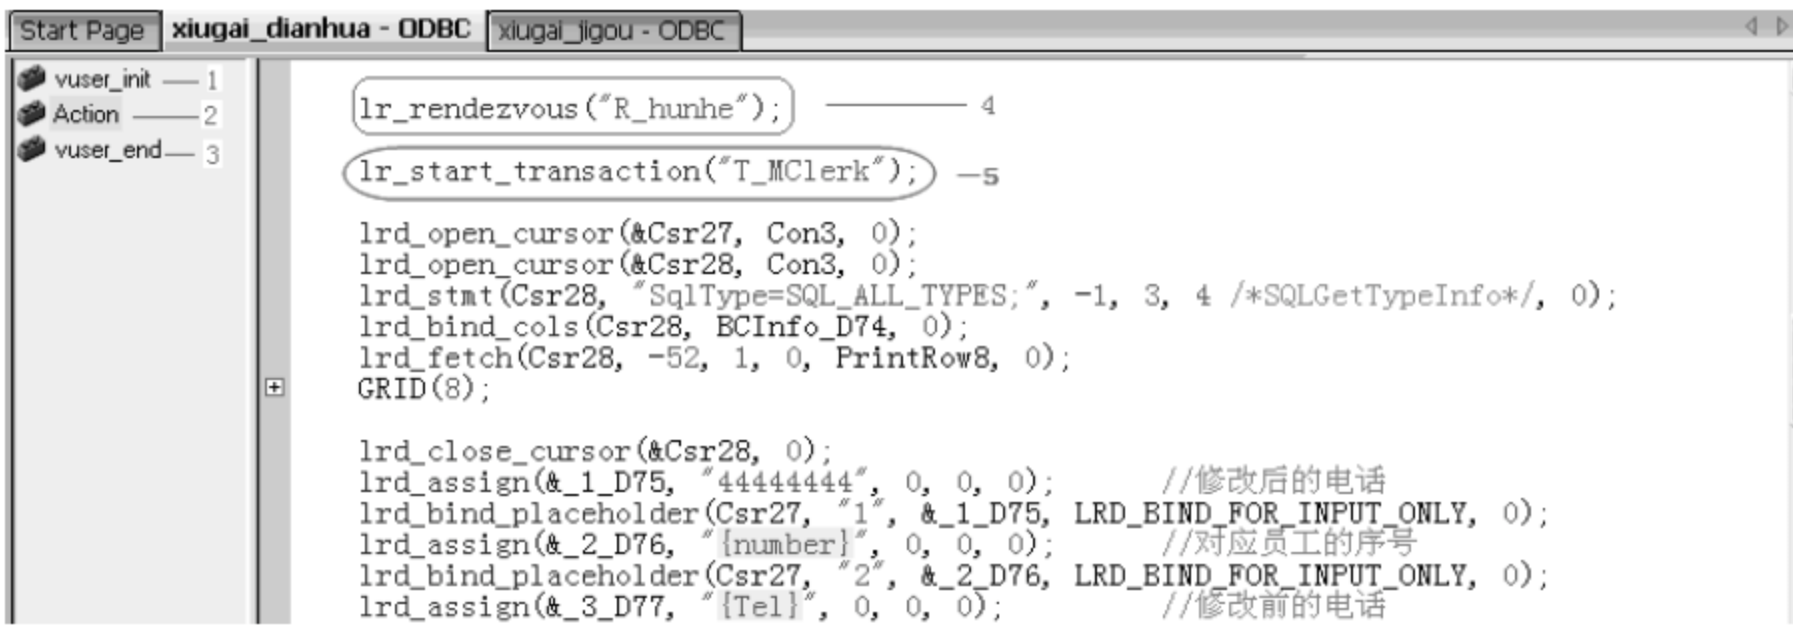 Start Page xiugai_dianhua - ODBC xiugai_jigou - ODBC
vuser_init 1
Action 2
vuser_end 3
lr_rendezvous("R_hunhe"); 4
lr_start_transaction("T_MClerk"); 5
lrd_open_cursor(&Csr27, Con3, 0);
lrd_open_cursor(&Csr28, Con3, 0);
lrd_stmt(Csr28, "SqlType=SQL_ALL_TYPES;", -1, 3, 4 /*SQLGetTypeInfo*/, 0);
lrd_bind_cols(Csr28, BCInfo_D74, 0);
lrd_fetch(Csr28, -52, 1, 0, PrintRow8, 0);
GRID(8);
lrd_close_cursor(&Csr28, 0);
lrd_assign(&_1_D75, "44444444", 0, 0, 0); //修改后的电话
lrd_bind_placeholder(Csr27, "1", &_1_D75, LRD_BIND_FOR_INPUT_ONLY, 0);
lrd_assign(&_2_D76, "{number}", 0, 0, 0); //对应员工的序号
lrd_bind_placeholder(Csr27, "2", &_2_D76, LRD_BIND_FOR_INPUT_ONLY, 0);
lrd_assign(&_3_D77, "{Tel}", 0, 0, 0); //修改前的电话